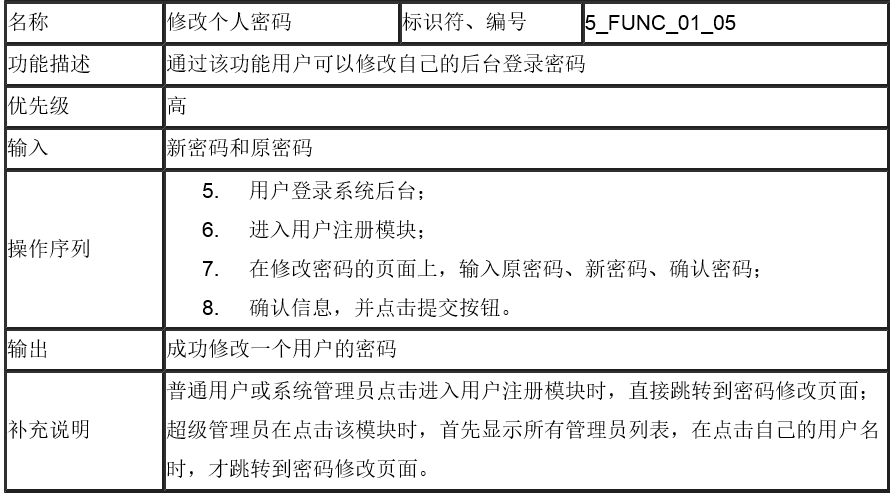 名称 修改个人密码 标识符、编号 5_FUNC_01_05
功能描述 通过该功能用户可以修改自己的后台登录密码
优先级 高
输入 新密码和原密码
操作序列
5. 用户登录系统后台；
6. 进入用户注册模块；
7. 在修改密码的页面上，输入原密码、新密码、确认密码；
8. 确认信息，并点击提交按钮。
输出 成功修改一个用户的密码
补充说明
普通用户或系统管理员点击进入用户注册模块时，直接跳转到密码修改页面；
超级管理员在点击该模块时，首先显示所有管理员列表，在点击自己的用户名
时，才跳转到密码修改页面。